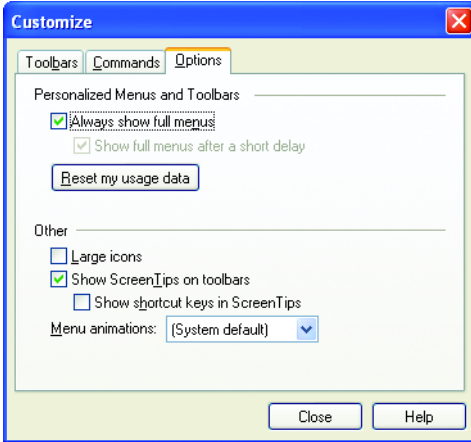 Customize
Toolbars Commands Options
Personalized Menus and Toolbars
Always show full menus
Show full menus after a short delay
Reset my usage data
Other
Large icons
Show ScreenTips on toolbars
Show shortcut keys in ScreenTips
Menu animations: (System default)
Close Help